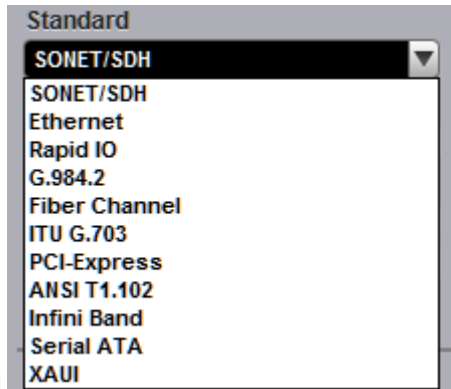 Standard
SONET/SDH
SONET/SDH
Ethernet
Rapid IO
G.984.2
Fiber Channel
ITU G.703
PCI-Express
ANSI T1.102
Infini Band
Serial ATA
XAUI